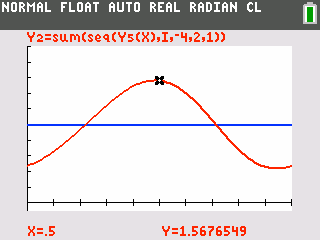 NORMAL FLOAT AUTO REAL RADIAN CL
Y2=sum(seq(Y5(X),I,-4,2,1))
X=.5 Y=1.5676549